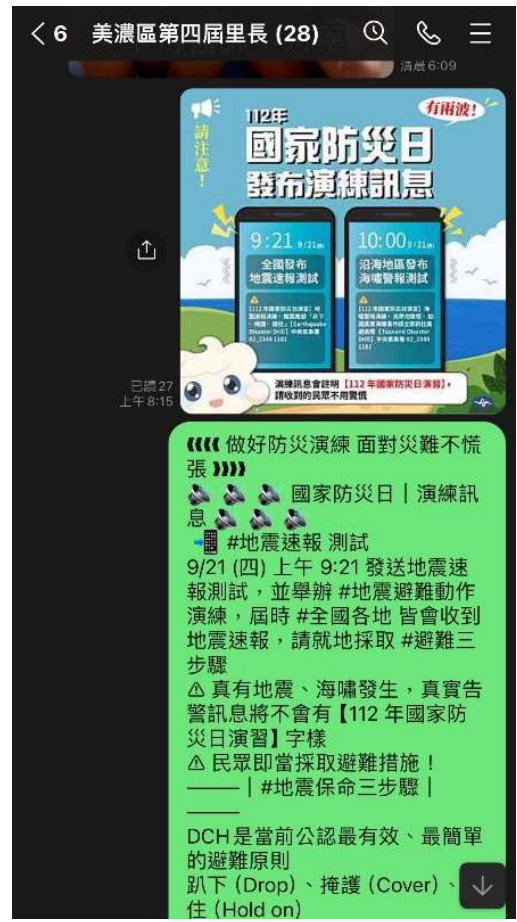 6 美濃區第四屆里長 (28)
清晨 6:09
請注意！
112年
有兩波！
國家防災日
發布演練訊息
9:21 9/21
全國發布
地震速報測試
10:00 9/21
沿海地區發布
海嘯警報測試
演練訊息會註明【112 年國家防災日演習】，
請收到的民眾不用驚慌
已讀 27
上午 8:15
⸨⸨⸨⸨ 做好防災演練 面對災難不慌
張 ⸩⸩⸩⸩
🔊 🔊 🔊 國家防災日｜演練訊
息 🔊 🔊 🔊
📲 #地震速報 測試
9/21 (四) 上午 9:21 發送地震速
報測試，並舉辦 #地震避難動作
演練，屆時 #全國各地 皆會收到
地震速報，請就地採取 #避難三
步驟
⚠ 真有地震、海嘯發生，真實告
警訊息將不會有【112 年國家防
災日演習】字樣
⚠ 民眾即當採取避難措施！
———｜#地震保命三步驟｜
———
DCH是當前公認最有效、最簡單
的避難原則
趴下 (Drop)、掩護 (Cover)、
住 (Hold on)